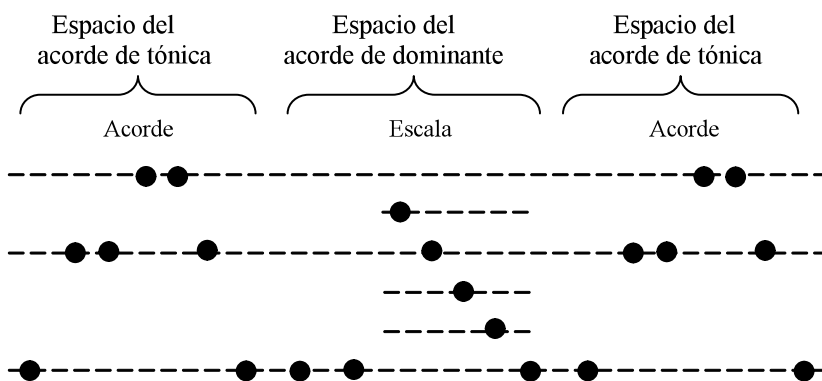 Espacio del
acorde de tónica
Espacio del
acorde de dominante
Espacio del
acorde de tónica
Acorde
Escala
Acorde